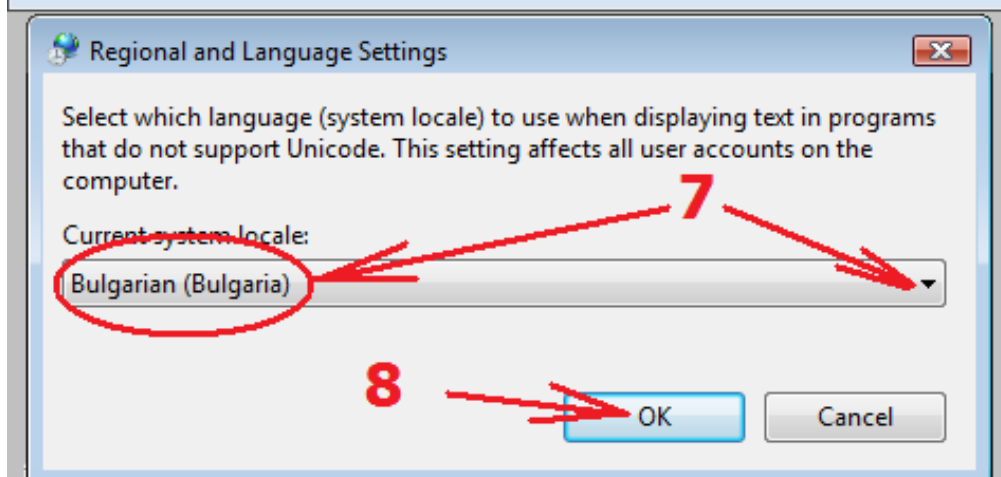 Regional and Language Settings
Select which language (system locale) to use when displaying text in programs
that do not support Unicode. This setting affects all user accounts on the
computer.
7
Current system locale:
Bulgarian (Bulgaria)
8
OK Cancel